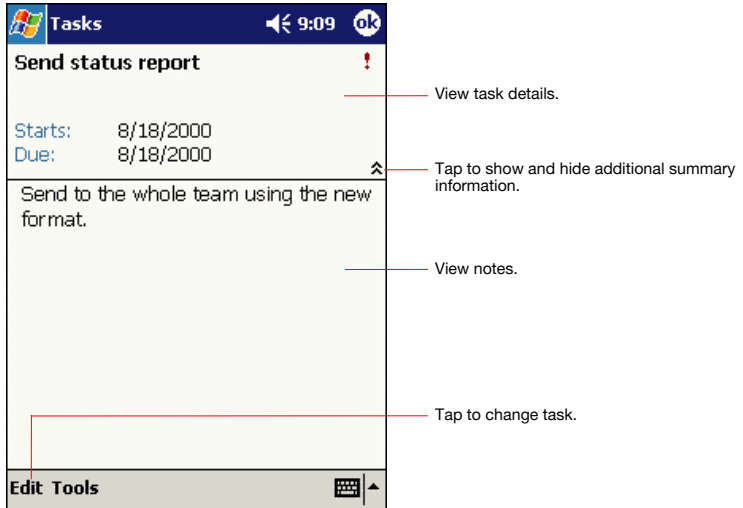 Tasks 9:09 ok
Send status report !
View task details.
Starts: 8/18/2000
Due: 8/18/2000
Tap to show and hide additional summary
information.
Send to the whole team using the new
format.
View notes.
Tap to change task.
Edit Tools